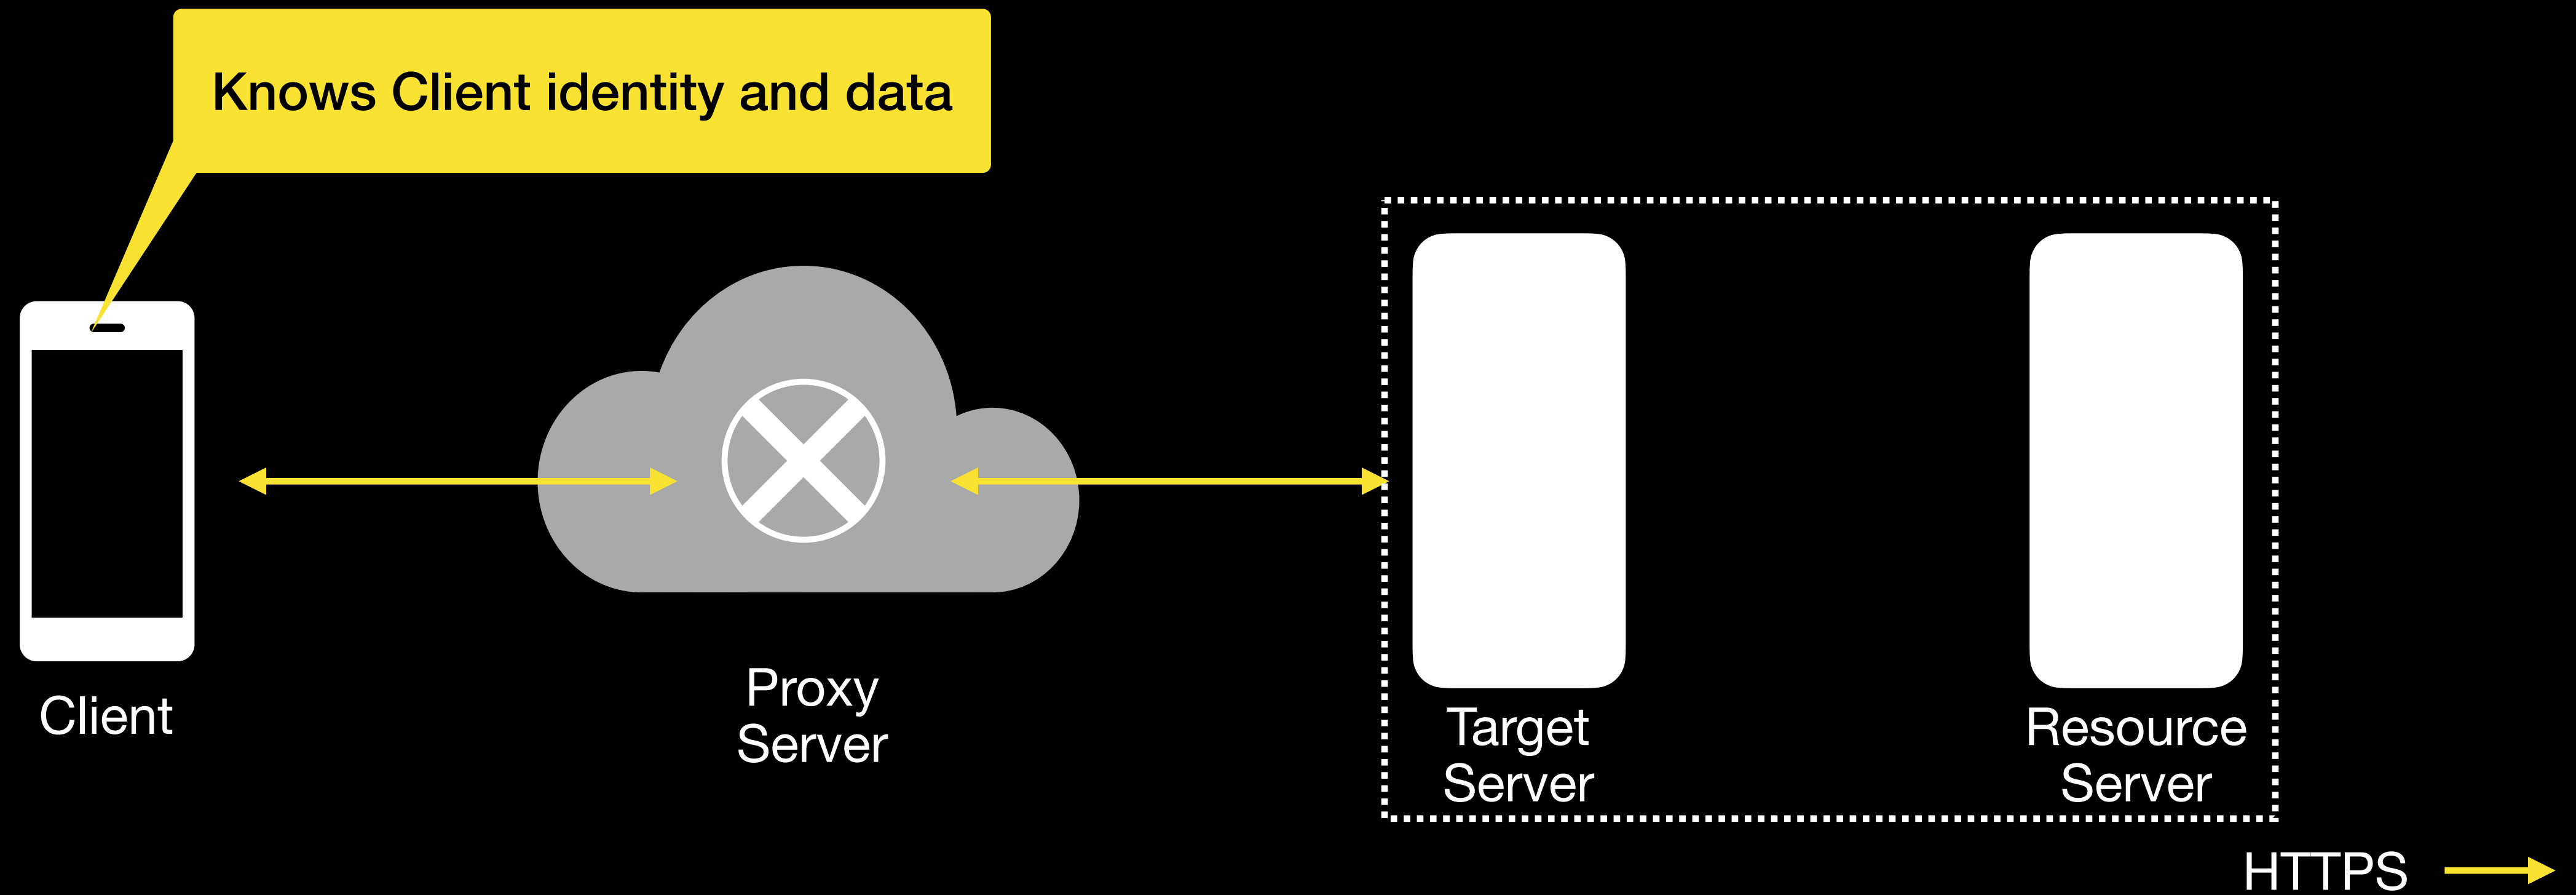 Knows Client identity and data
Client
Proxy
Server
Target
Server
Resource
Server
HTTPS